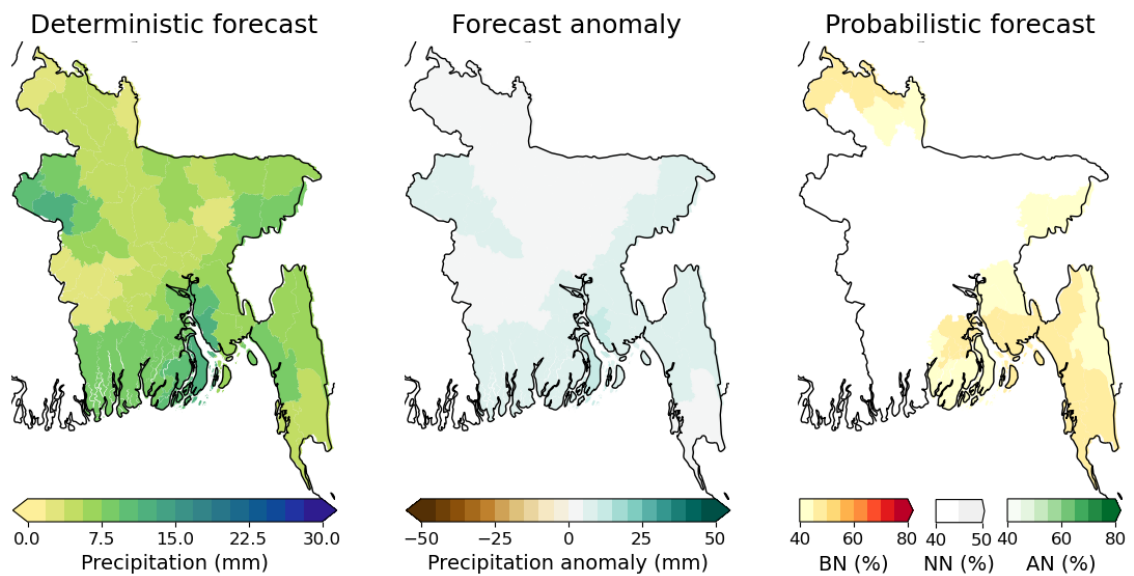 Deterministic forecast
Forecast anomaly
Probabilistic forecast
0.0 7.5 15.0 22.5 30.0
Precipitation (mm)
−50 −25 0 25 50
Precipitation anomaly (mm)
40 60 80
BN (%)
40 50
NN (%)
40 60 80
AN (%)